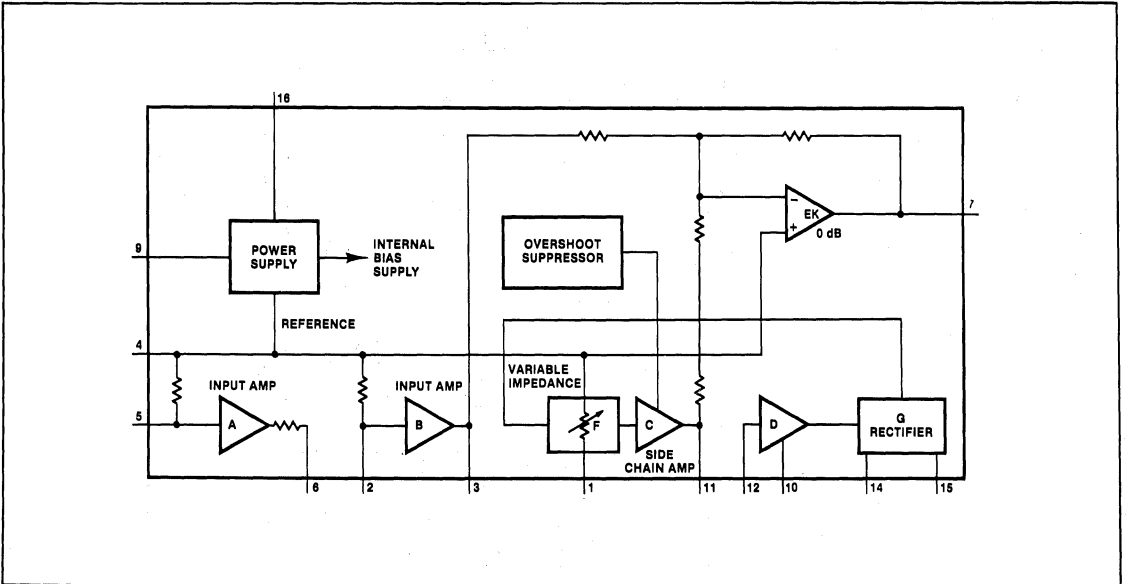 16
7
−
EK
+
0 dB
9
POWER
SUPPLY
INTERNAL
BIAS
SUPPLY
OVERSHOOT
SUPPRESSOR
REFERENCE
4
INPUT AMP
INPUT AMP
VARIABLE
IMPEDANCE
5
A
B
F
C
D
G
RECTIFIER
SIDE
CHAIN AMP
6
2
3
1
11
12
10
14
15